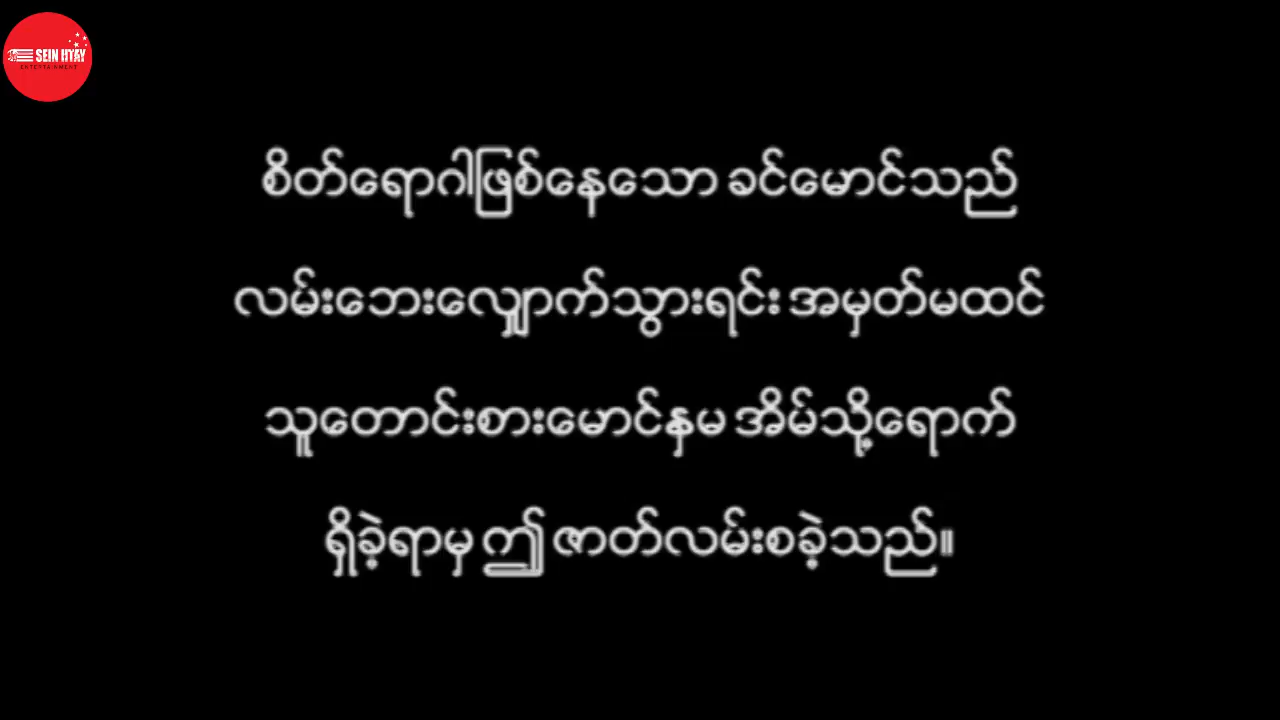 SEIN HTAY
ENTERTAINMENT
စိတ်ရောဂါဖြစ်နေသော ခင်မောင်သည်
လမ်းဘေးလျှောက်သွားရင်း အမှတ်မထင်
သူတောင်းစားမောင်နှမ အိမ်သို့ရောက်
ရှိခဲ့ရာမှ ဤ ဇာတ်လမ်းစခဲ့သည်။